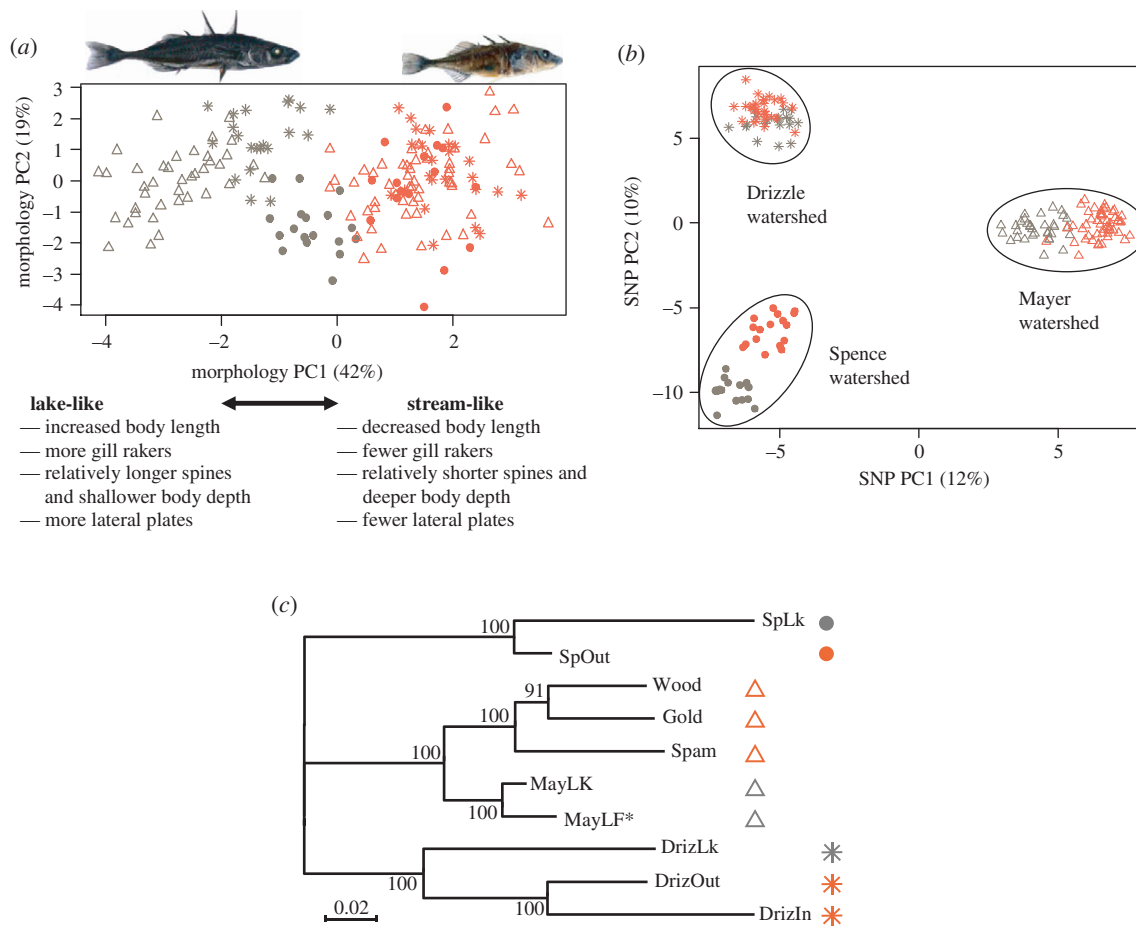 (a)
3
2
1
0
−1
−2
−3
−4
morphology PC2 (19%)
−4
−2
0
2
morphology PC1 (42%)
lake-like
— increased body length
— more gill rakers
— relatively longer spines
and shallower body depth
— more lateral plates
stream-like
— decreased body length
— fewer gill rakers
— relatively shorter spines and
deeper body depth
— fewer lateral plates
(b)
5
0
−5
−10
SNP PC2 (10%)
Drizzle
watershed
Mayer
watershed
Spence
watershed
−5
0
5
SNP PC1 (12%)
(c)
100
SpLk
SpOut
91
Wood
100
Gold
Spam
100
MayLK
100
MayLF*
DrizLk
100
DrizOut
100
DrizIn
0.02